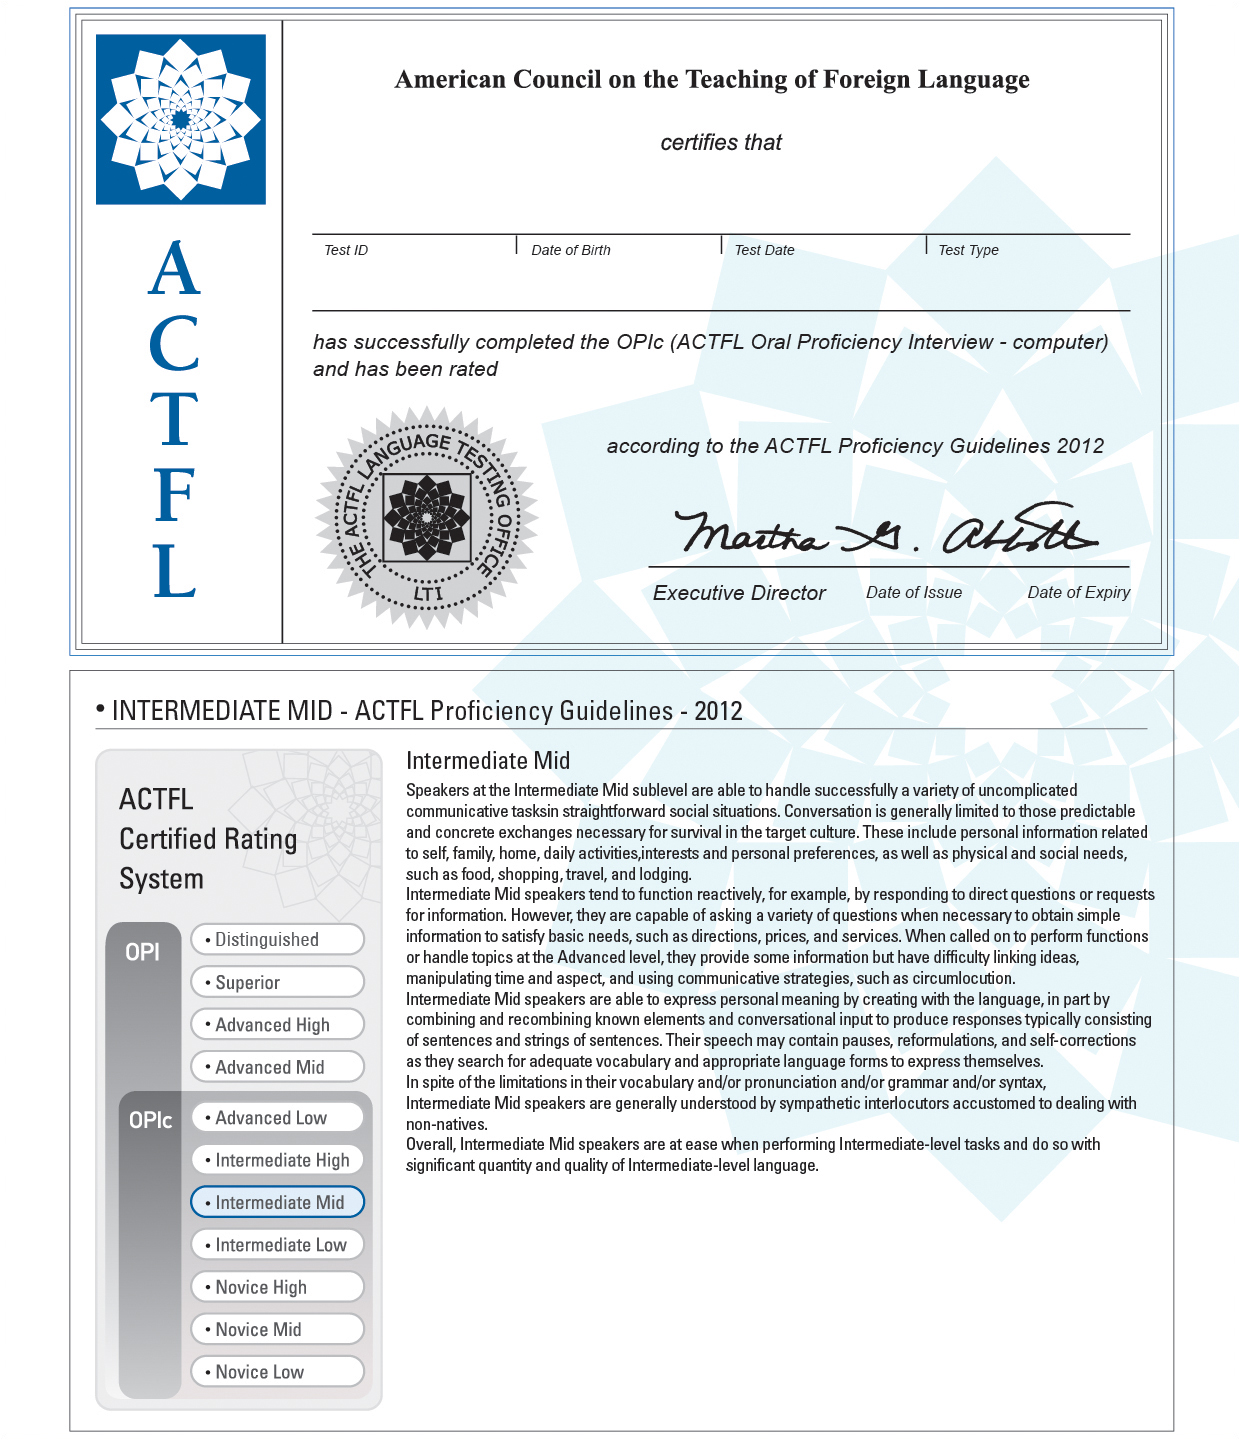 American Council on the Teaching of Foreign Language
certifies that
A
C
T
F
L
Test ID
Date of Birth
Test Date
Test Type
has successfully completed the OPIc (ACTFL Oral Proficiency Interview - computer)
and has been rated
THE ACTFL LANGUAGE TESTING OFFICE
LTI
according to the ACTFL Proficiency Guidelines 2012
Martha G. Abbott
Executive Director
Date of Issue
Date of Expiry
• INTERMEDIATE MID - ACTFL Proficiency Guidelines - 2012
ACTFL
Certified Rating
System
OPI
• Distinguished
• Superior
• Advanced High
• Advanced Mid
OPIc
• Advanced Low
• Intermediate High
• Intermediate Mid
• Intermediate Low
• Novice High
• Novice Mid
• Novice Low
Intermediate Mid
Speakers at the Intermediate Mid sublevel are able to handle successfully a variety of uncomplicated
communicative tasksin straightforward social situations. Conversation is generally limited to those predictable
and concrete exchanges necessary for survival in the target culture. These include personal information related
to self, family, home, daily activities,interests and personal preferences, as well as physical and social needs,
such as food, shopping, travel, and lodging.
Intermediate Mid speakers tend to function reactively, for example, by responding to direct questions or requests
for information. However, they are capable of asking a variety of questions when necessary to obtain simple
information to satisfy basic needs, such as directions, prices, and services. When called on to perform functions
or handle topics at the Advanced level, they provide some information but have difficulty linking ideas,
manipulating time and aspect, and using communicative strategies, such as circumlocution.
Intermediate Mid speakers are able to express personal meaning by creating with the language, in part by
combining and recombining known elements and conversational input to produce responses typically consisting
of sentences and strings of sentences. Their speech may contain pauses, reformulations, and self-corrections
as they search for adequate vocabulary and appropriate language forms to express themselves.
In spite of the limitations in their vocabulary and/or pronunciation and/or grammar and/or syntax,
Intermediate Mid speakers are generally understood by sympathetic interlocutors accustomed to dealing with
non-natives.
Overall, Intermediate Mid speakers are at ease when performing Intermediate-level tasks and do so with
significant quantity and quality of Intermediate-level language.